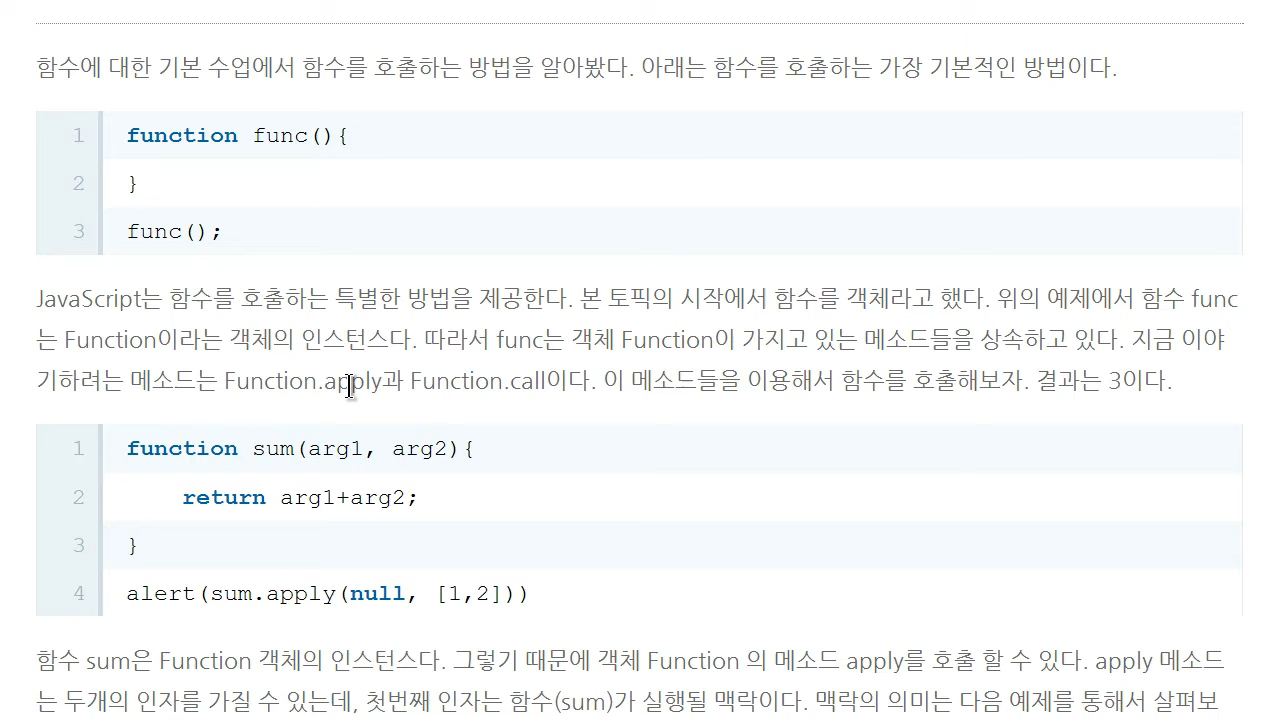 함수에 대한 기본 수업에서 함수를 호출하는 방법을 알아봤다. 아래는 함수를 호출하는 가장 기본적인 방법이다.
1 function func(){
2 }
3 func();
JavaScript는 함수를 호출하는 특별한 방법을 제공한다. 본 토픽의 시작에서 함수를 객체라고 했다. 위의 예제에서 함수 func
는 Function이라는 객체의 인스턴스다. 따라서 func는 객체 Function이 가지고 있는 메소드들을 상속하고 있다. 지금 이야
기하려는 메소드는 Function.apply과 Function.call이다. 이 메소드들을 이용해서 함수를 호출해보자. 결과는 3이다.
1 function sum(arg1, arg2){
2 return arg1+arg2;
3 }
4 alert(sum.apply(null, [1,2]))
함수 sum은 Function 객체의 인스턴스다. 그렇기 때문에 객체 Function 의 메소드 apply를 호출 할 수 있다. apply 메소드
는 두개의 인자를 가질 수 있는데, 첫번째 인자는 함수(sum)가 실행될 맥락이다. 맥락의 의미는 다음 예제를 통해서 살펴보